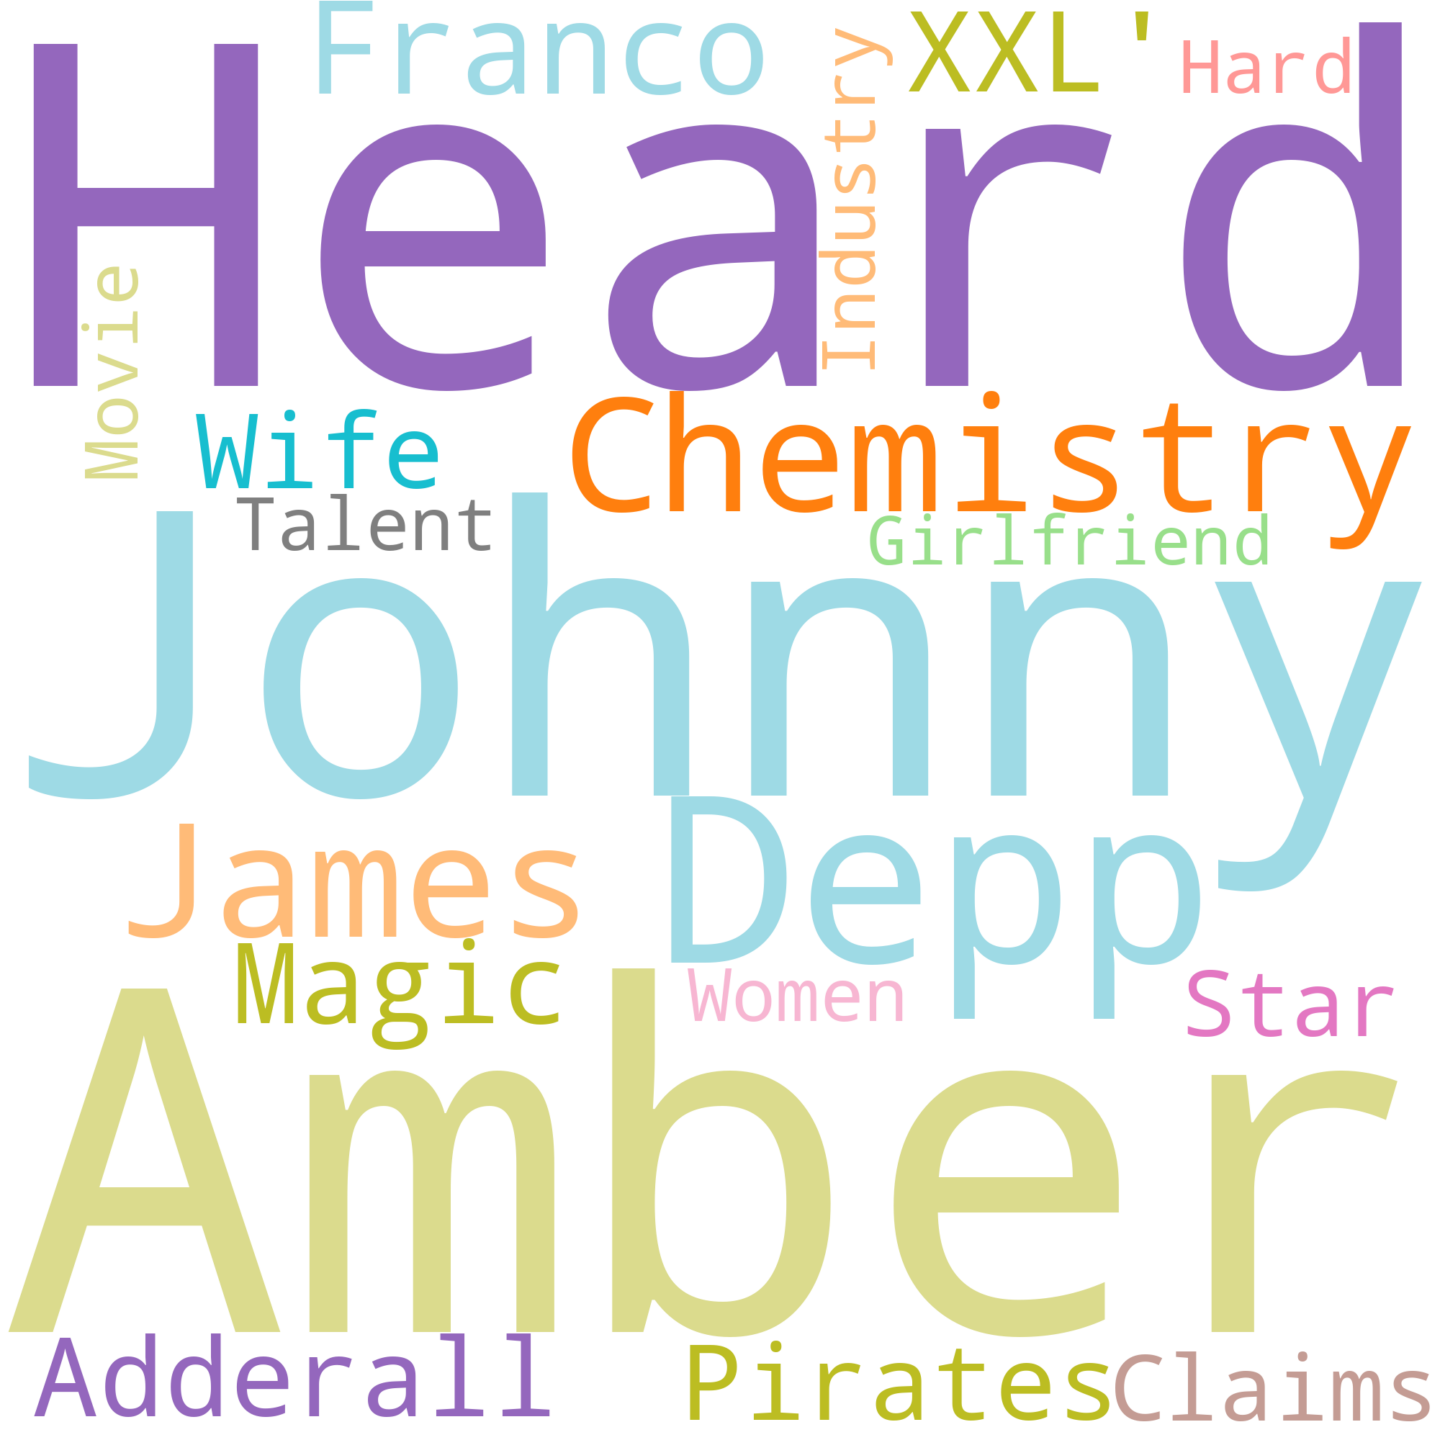 Franco
XXL'
Hard
Industry
Heard
Movie
Wife
Chemistry
Talent
Girlfriend
Johnny
James
Depp
Magic
Women
Star
Amber
Adderall
Pirates
Claims